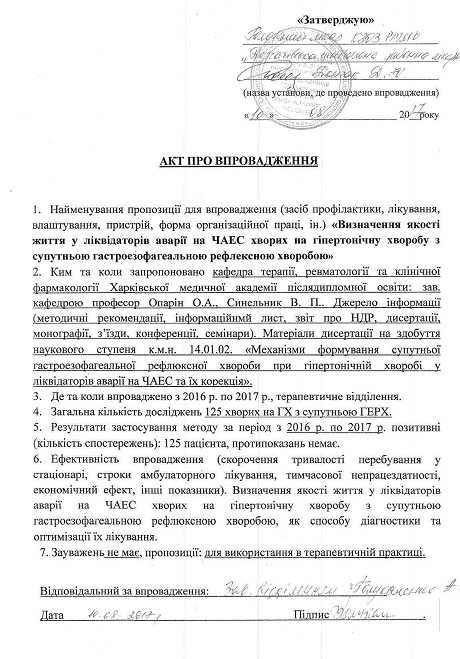 «Затверджую»
(назва установи, де проведено впровадження)
«10» 08 2017року
АКТ ПРО ВПРОВАДЖЕННЯ
1. Найменування пропозиції для впровадження (засіб профілактики, лікування,
влаштування, пристрій, форма організаційної праці, ін.) «Визначення якості
життя у ліквідаторів аварії на ЧАЕС хворих на гіпертонічну хворобу з
супутньою гастроезофагеальною рефлексною хворобою»
2. Ким та коли запропоновано кафедра терапії, ревматології та клінічної
фармакології Харківської медичної академії післядипломної освіти: зав.
кафедрою професор Опарін О.А., Синельник В. П.. Джерело інформації
(методичні рекомендації, інформаційнмй лист, звіт про НДР, дисертації,
монографії, з’їзди, конференції, семінари). Матеріали дисертації на здобуття
наукового ступеня к.м.н. 14.01.02. «Механізми формування супутньої
гастроезофагеальної рефлюксної хвороби при гіпертонічній хворобі у
ліквідаторів аварії на ЧАЕС та їх корекція».
3. Де та коли впроваджено з 2016 р. по 2017 р., терапевтичне відділення.
4. Загальна кількість досліджень 125 хворих на ГХ з супутньою ГЕРХ.
5. Результати застосування методу за період з 2016 р. по 2017 р. позитивні
(кількість спостережень): 125 пацієнта, протипоказань немає.
6. Ефективність впровадження (скорочення тривалості перебування у
стаціонарі, строки амбулаторного лікування, тимчасової непрацездатності,
економічний ефект, інші показники). Визначення якості життя у ліквідаторів
аварії на ЧАЕС хворих на гіпертонічну хворобу з супутньою
гастроезофагеальною рефлюксною хворобою, як способу діагностики та
оптимізації їх лікування.
7. Зауважень не має, пропозиції: для використання в терапевтичній практиці.
Відповідальний за впровадження: Зав.
Дата 10.08.2017 Підпис